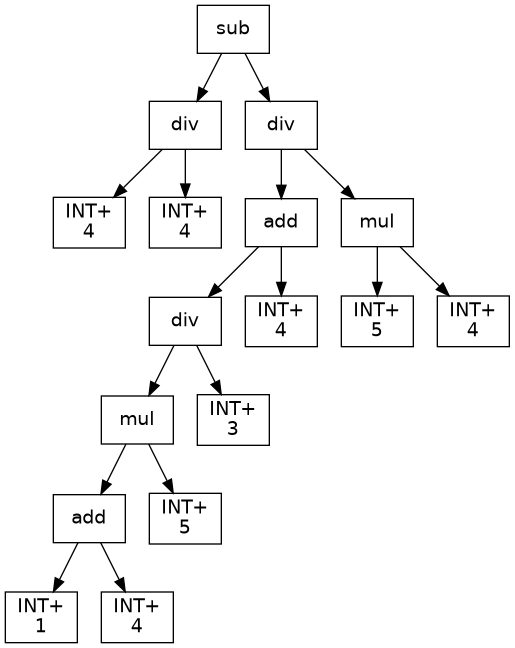 sub
div
div
INT+
4
INT+
4
add
mul
div
INT+
4
INT+
5
INT+
4
mul
INT+
3
add
INT+
5
INT+
1
INT+
4